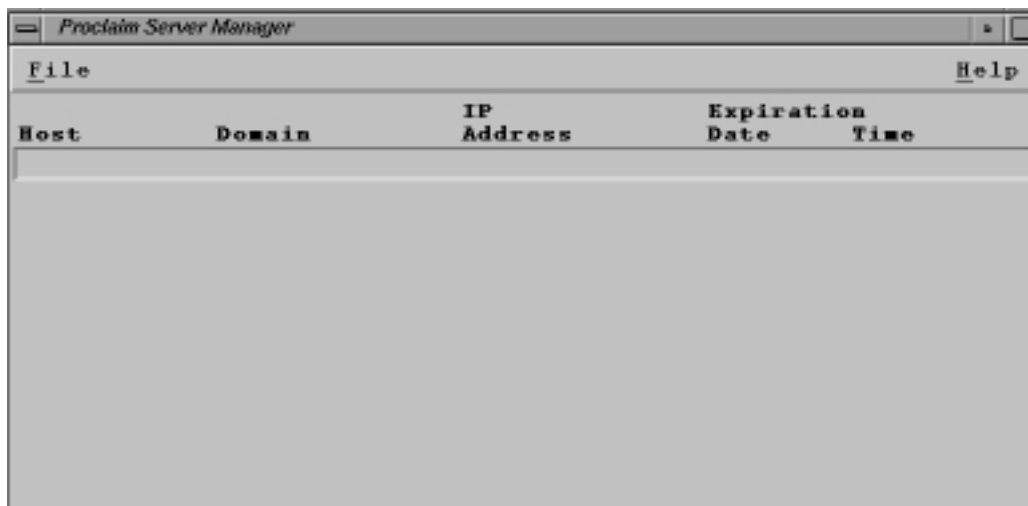 Proclaim Server Manager
File Help
IP Expiration
Host Domain Address Date Time